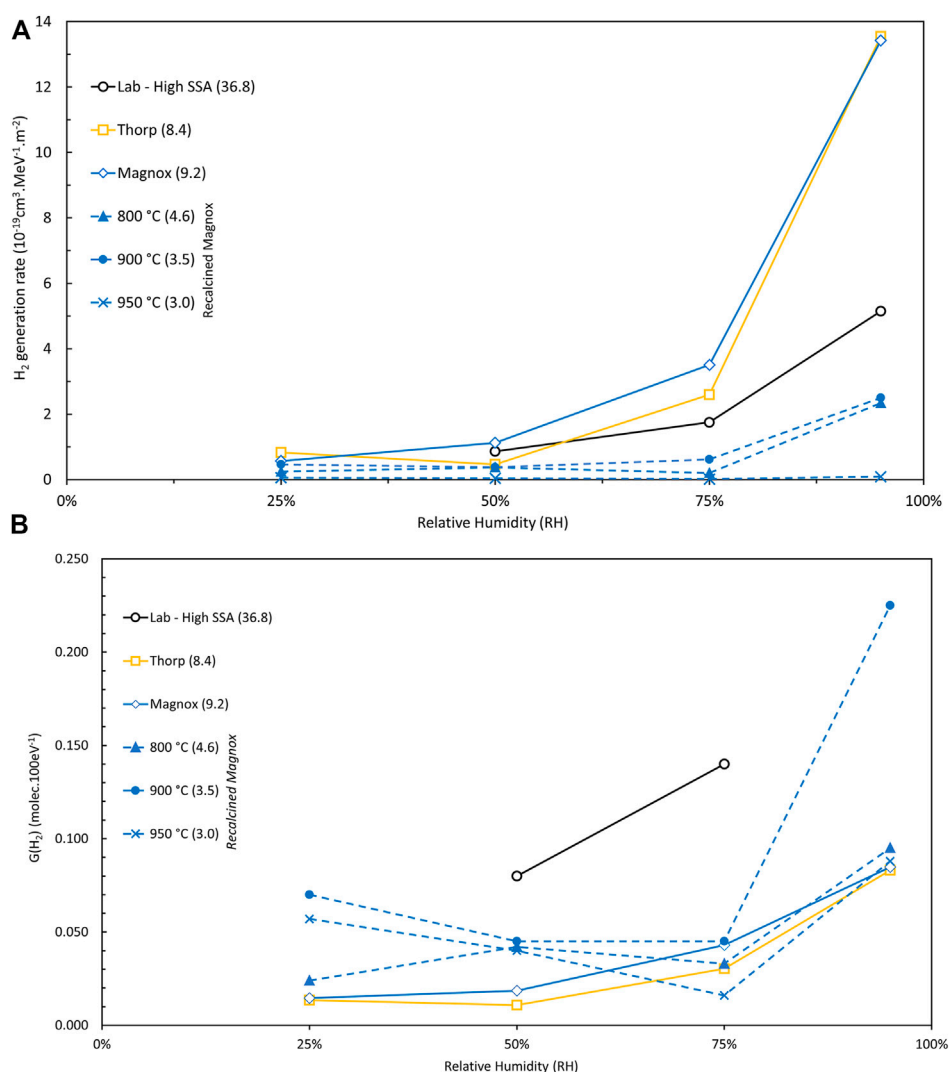 A
14
12
10
8
6
4
2
0
H₂ generation rate (10⁻¹⁹cm³.MeV⁻¹.m⁻²)
Lab - High SSA (36.8)
Thorp (8.4)
Magnox (9.2)
800 °C (4.6)
900 °C (3.5)
950 °C (3.0)
Recalcined Magnox
0% 25% 50% 75% 100%
Relative Humidity (RH)
B
0.250
0.200
0.150
0.100
0.050
0.000
G(H₂) (molec.100eV⁻¹)
Lab - High SSA (36.8)
Thorp (8.4)
Magnox (9.2)
800 °C (4.6)
900 °C (3.5)
950 °C (3.0)
Recalcined Magnox
0% 25% 50% 75% 100%
Relative Humidity (RH)